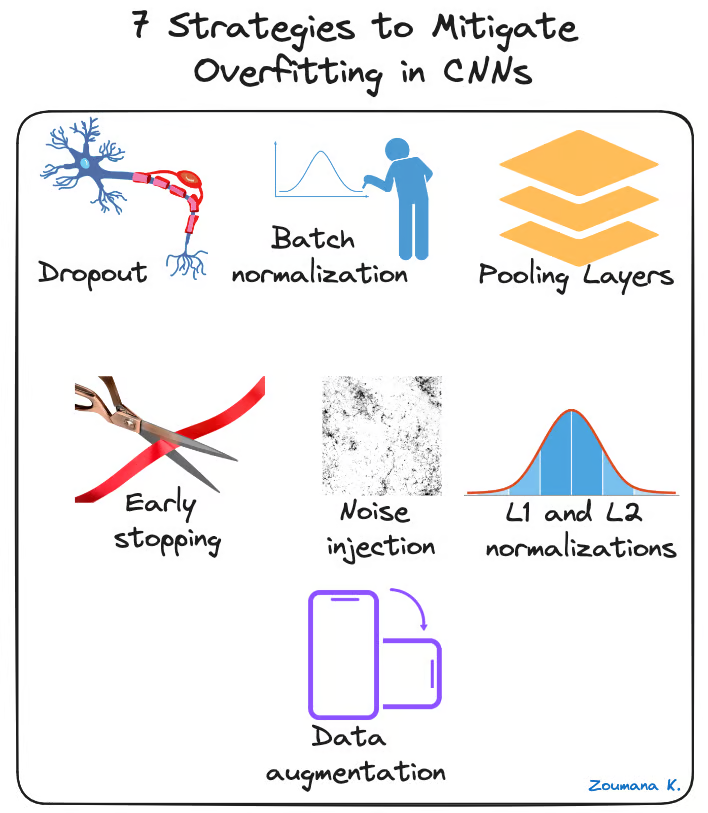 7 Strategies to Mitigate
Overfitting in CNNs
Dropout
Batch
normalization
Pooling Layers
Early
stopping
Noise
injection
L1 and L2
normalizations
Data
augmentation
Zoumana K.